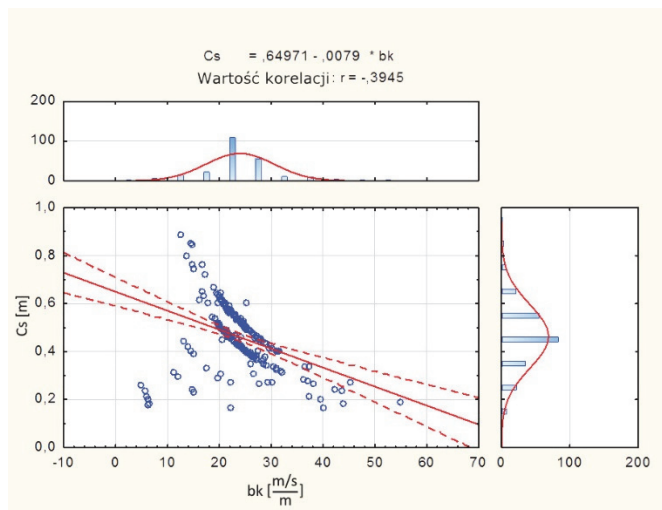 Cs = ,64971 - ,0079 * bk
Wartość korelacji: r = -,3945
200
100
0
1,0
0,8
0,6
0,4
0,2
0,0
Cs [m]
-10 0 10 20 30 40 50 60 70
0 100 200
bk [m/s/m]